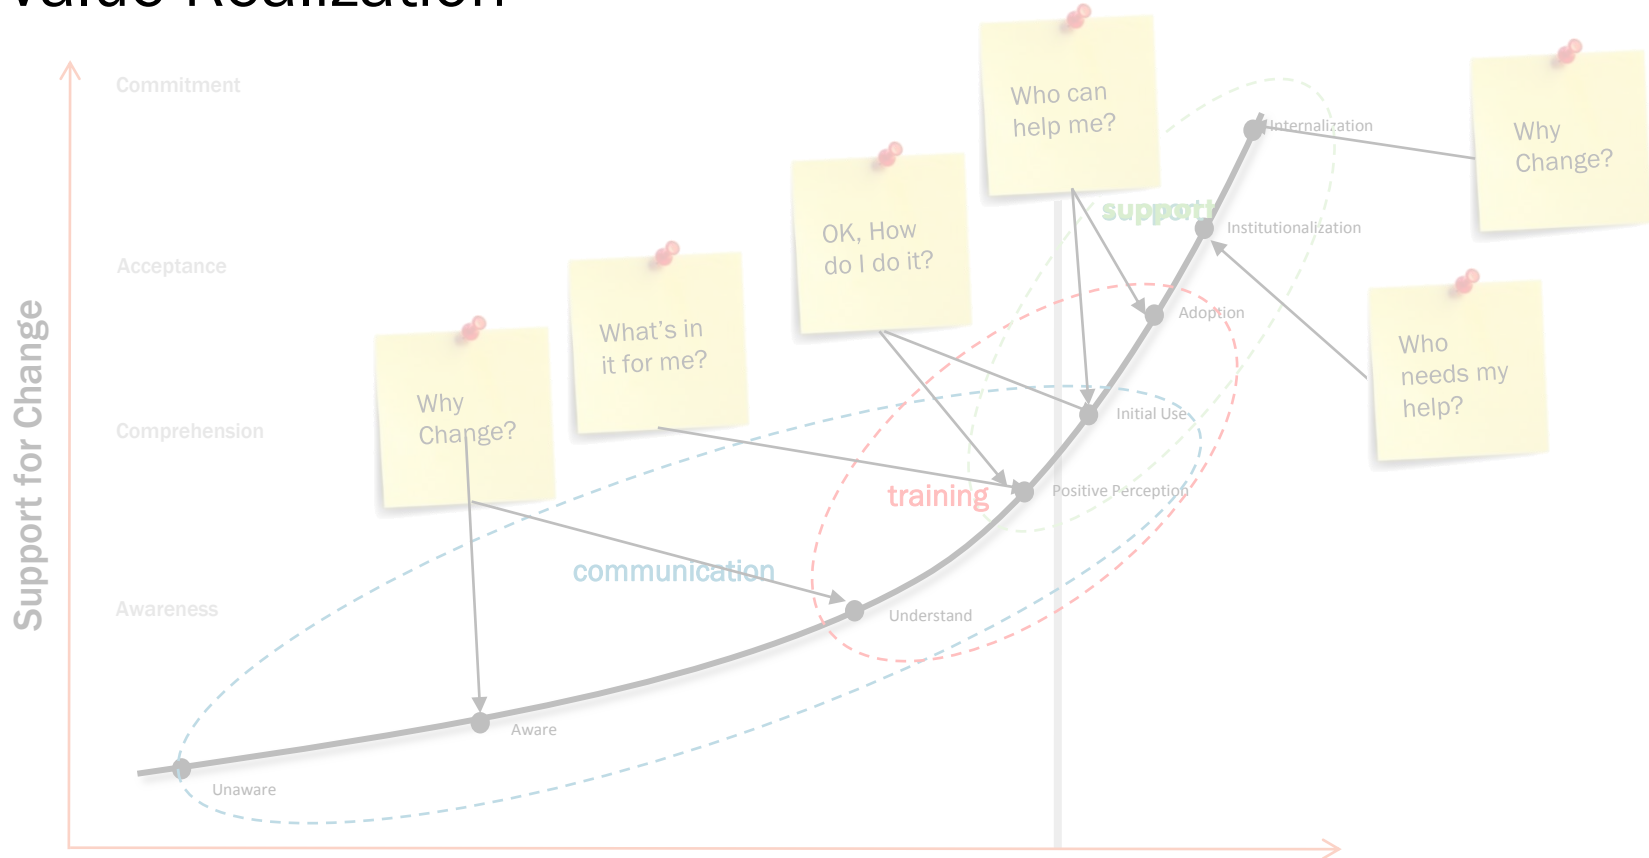 Value Realization
Commitment
Who can
help me?
Internalization
Why
Change?
support
Institutionalization
OK, How
do I do it?
Acceptance
What's in
it for me?
Adoption
Who
needs my
help?
Support for Change
Why
Change?
Initial Use
Comprehension
training
Positive Perception
communication
Awareness
Understand
Aware
Unaware